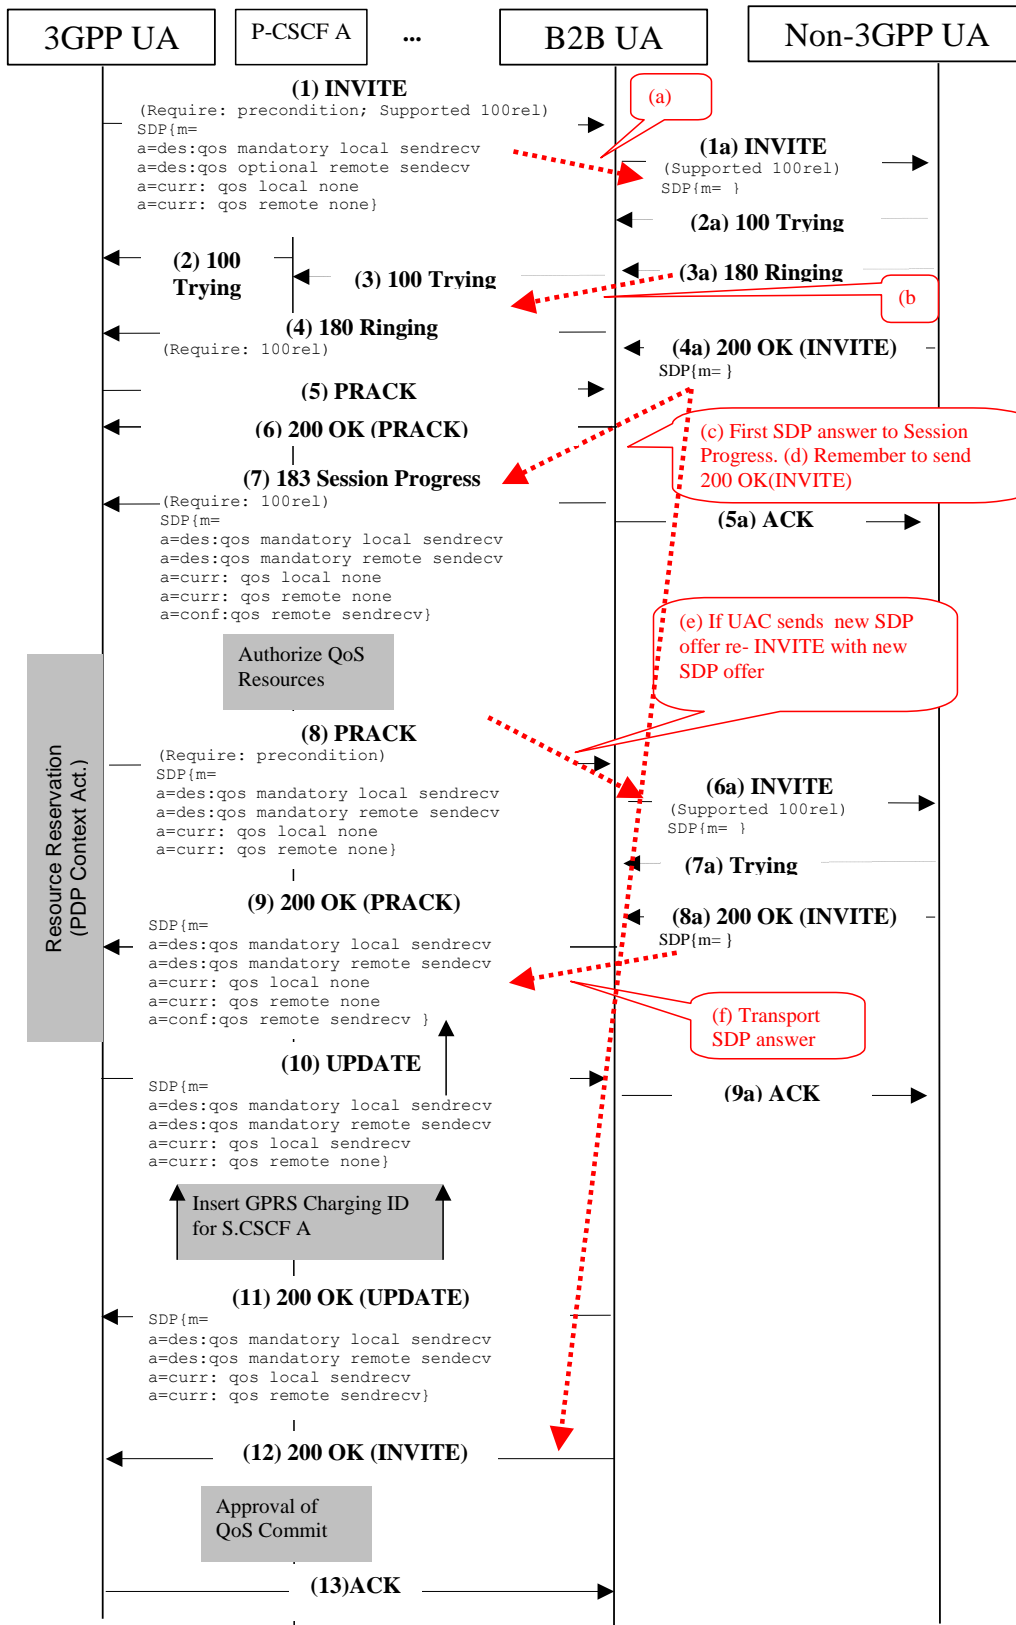 3GPP UA
P-CSCF A
...
B2B UA
Non-3GPP UA
(1) INVITE
(Require: precondition; Supported 100rel)
SDP{m=
a=des:qos mandatory local sendrecv
a=des:qos optional remote sendecv
a=curr: qos local none
a=curr: qos remote none}
(a)
(1a) INVITE
(Supported 100rel)
SDP{m= }
(2a) 100 Trying
(2) 100
Trying
(3) 100 Trying
(3a) 180 Ringing
(b
(4) 180 Ringing
(Require: 100rel)
(4a) 200 OK (INVITE)
SDP{m= }
(5) PRACK
(6) 200 OK (PRACK)
(c) First SDP answer to Session
Progress. (d) Remember to send
200 OK(INVITE)
(7) 183 Session Progress
(Require: 100rel)
SDP{m=
a=des:qos mandatory local sendrecv
a=des:qos mandatory remote sendecv
a=curr: qos local none
a=curr: qos remote none
a=conf:qos remote sendrecv}
(5a) ACK
(e) If UAC sends new SDP
offer re- INVITE with new
SDP offer
Authorize QoS
Resources
Resource Reservation
(PDP Context Act.)
(8) PRACK
(Require: precondition)
SDP{m=
a=des:qos mandatory local sendrecv
a=des:qos mandatory remote sendecv
a=curr: qos local none
a=curr: qos remote none}
(6a) INVITE
(Supported 100rel)
SDP{m= }
(7a) Trying
(9) 200 OK (PRACK)
SDP{m=
a=des:qos mandatory local sendrecv
a=des:qos mandatory remote sendecv
a=curr: qos local none
a=curr: qos remote none
a=conf:qos remote sendrecv }
(8a) 200 OK (INVITE)
SDP{m= }
(f) Transport
SDP answer
(10) UPDATE
SDP{m=
a=des:qos mandatory local sendrecv
a=des:qos mandatory remote sendecv
a=curr: qos local sendrecv
a=curr: qos remote none}
(9a) ACK
Insert GPRS Charging ID
for S.CSCF A
(11) 200 OK (UPDATE)
SDP{m=
a=des:qos mandatory local sendrecv
a=des:qos mandatory remote sendecv
a=curr: qos local sendrecv
a=curr: qos remote sendrecv}
(12) 200 OK (INVITE)
Approval of
QoS Commit
(13)ACK